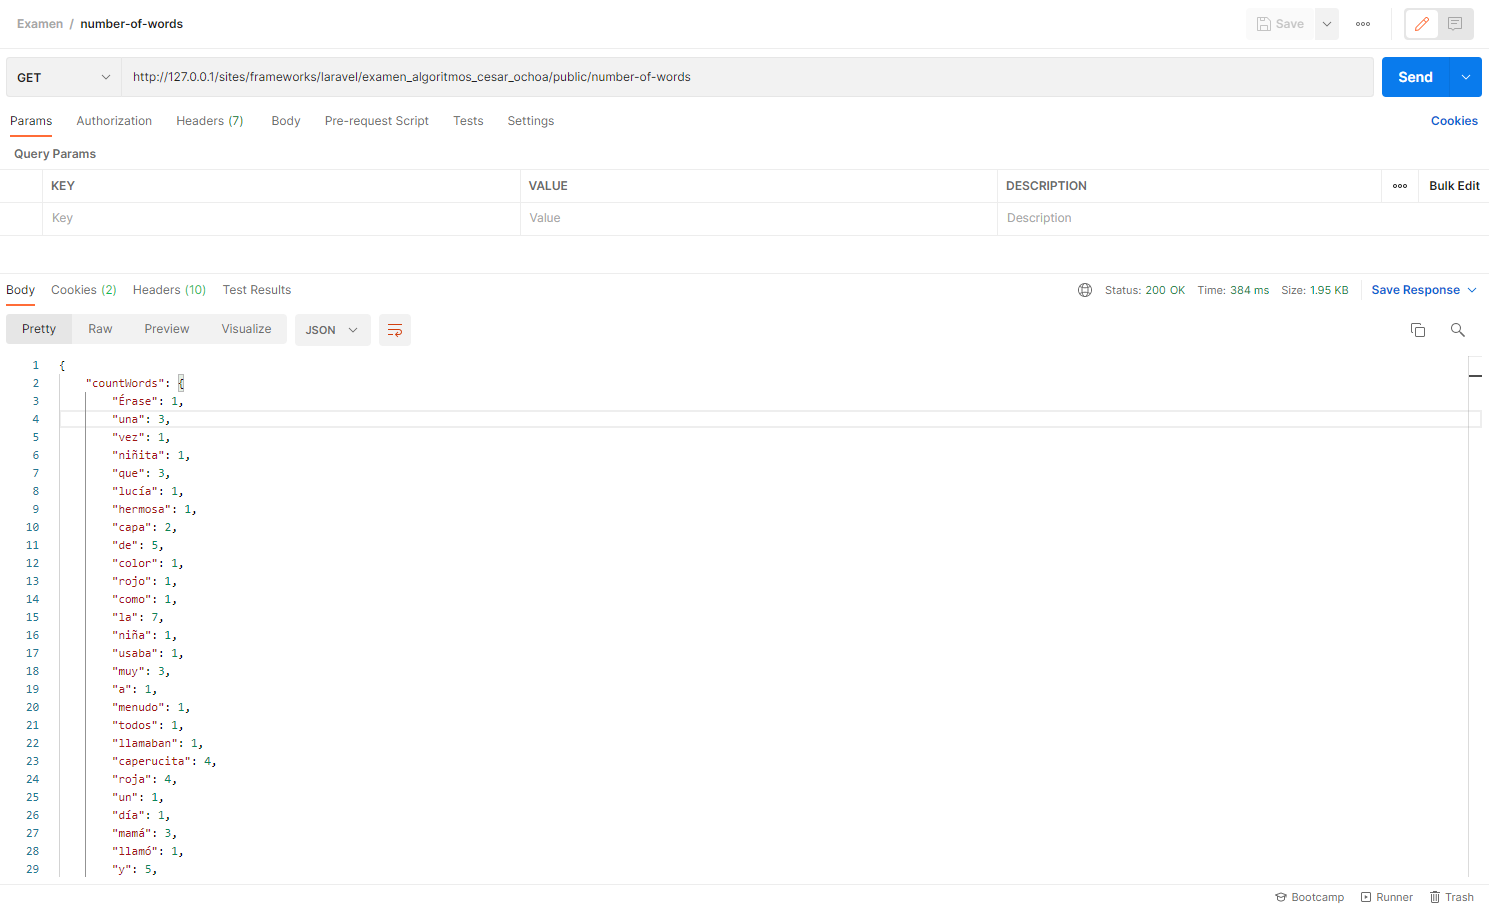 Examen / number-of-words
Save
GET
http://127.0.0.1/sites/frameworks/laravel/examen_algoritmos_cesar_ochoa/public/number-of-words
Send
Params Authorization Headers (7) Body Pre-request Script Tests Settings Cookies
Query Params
KEY VALUE DESCRIPTION Bulk Edit
Key Value Description
Body Cookies (2) Headers (10) Test Results Status: 200 OK Time: 384 ms Size: 1.95 KB Save Response
Pretty Raw Preview Visualize JSON
1 {
2 "countWords": {
3 "Érase": 1,
4 "una": 3,
5 "vez": 1,
6 "niñita": 1,
7 "que": 3,
8 "lucía": 1,
9 "hermosa": 1,
10 "capa": 2,
11 "de": 5,
12 "color": 1,
13 "rojo": 1,
14 "como": 1,
15 "la": 7,
16 "niña": 1,
17 "usaba": 1,
18 "muy": 3,
19 "a": 1,
20 "menudo": 1,
21 "todos": 1,
22 "llamaban": 1,
23 "caperucita": 4,
24 "roja": 4,
25 "un": 1,
26 "día": 1,
27 "mamá": 3,
28 "llamó": 1,
29 "y": 5,
Bootcamp Runner Trash